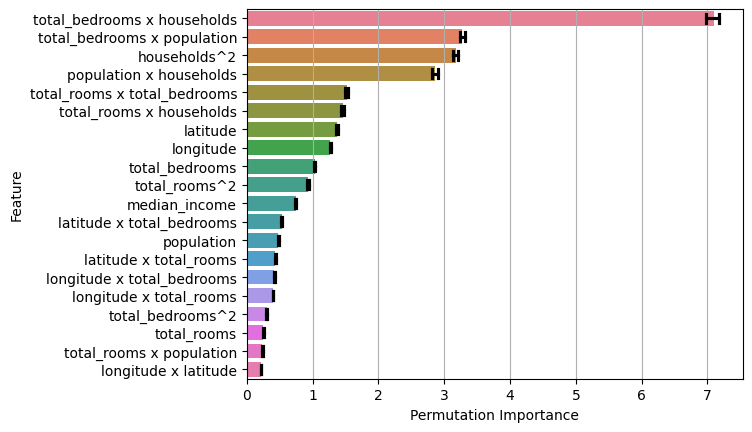 total_bedrooms x households
total_bedrooms x population
households^2
population x households
total_rooms x total_bedrooms
total_rooms x households
latitude
longitude
total_bedrooms
total_rooms^2
median_income
latitude x total_bedrooms
population
latitude x total_rooms
longitude x total_bedrooms
longitude x total_rooms
total_bedrooms^2
total_rooms
total_rooms x population
longitude x latitude
Feature
0 1 2 3 4 5 6 7
Permutation Importance